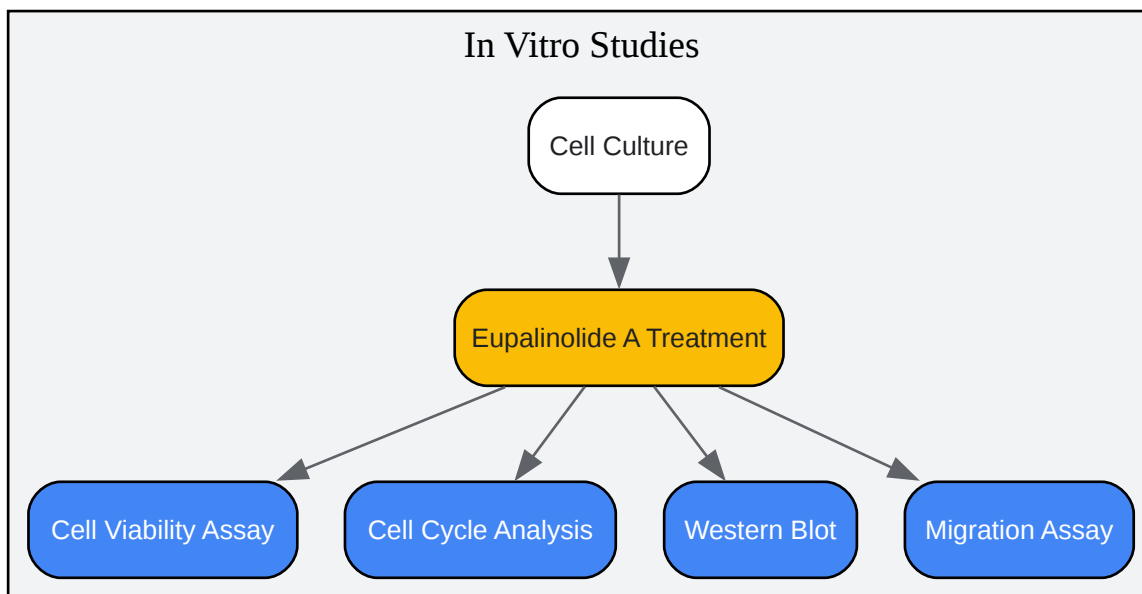 In Vitro Studies
Cell Culture
Eupalinolide A Treatment
Cell Viability Assay
Cell Cycle Analysis
Western Blot
Migration Assay